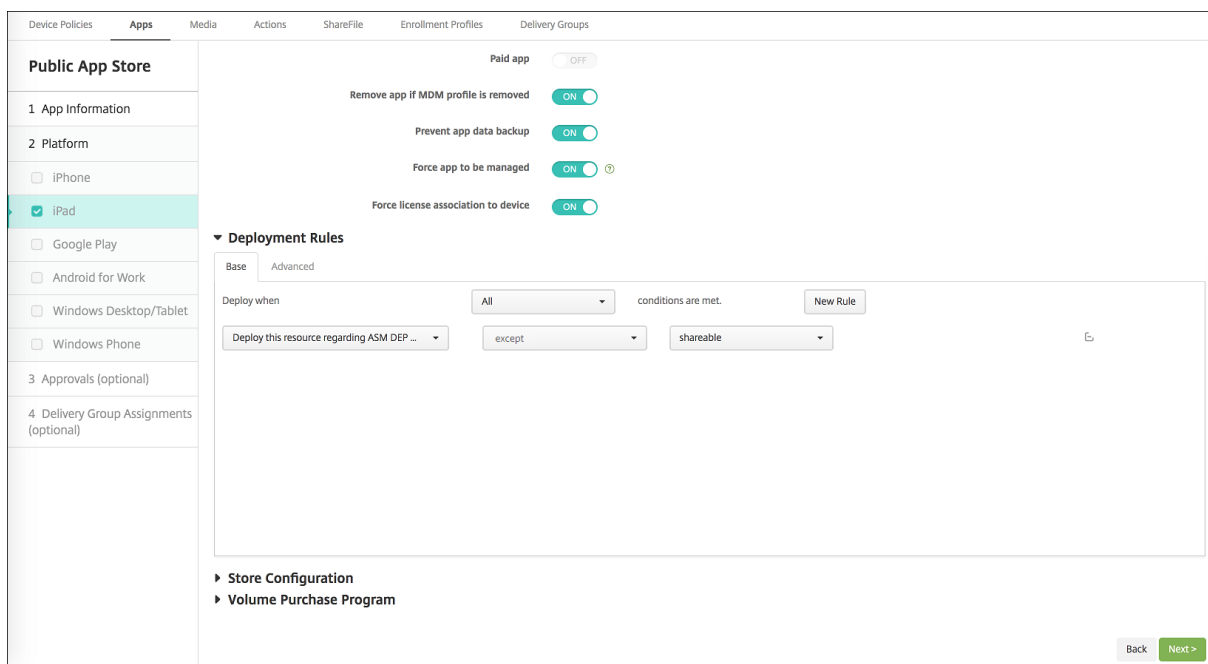 Device Policies Apps Media Actions ShareFile Enrollment Profiles Delivery Groups
Public App Store
1 App Information
2 Platform
iPhone
iPad
Google Play
Android for Work
Windows Desktop/Tablet
Windows Phone
3 Approvals (optional)
4 Delivery Group Assignments
(optional)
Paid app OFF
Remove app if MDM profile is removed ON
Prevent app data backup ON
Force app to be managed ON ?
Force license association to device ON
Deployment Rules
Base Advanced
Deploy when All conditions are met. New Rule
Deploy this resource regarding ASM DEP ... except shareable
Store Configuration
Volume Purchase Program
Back Next >